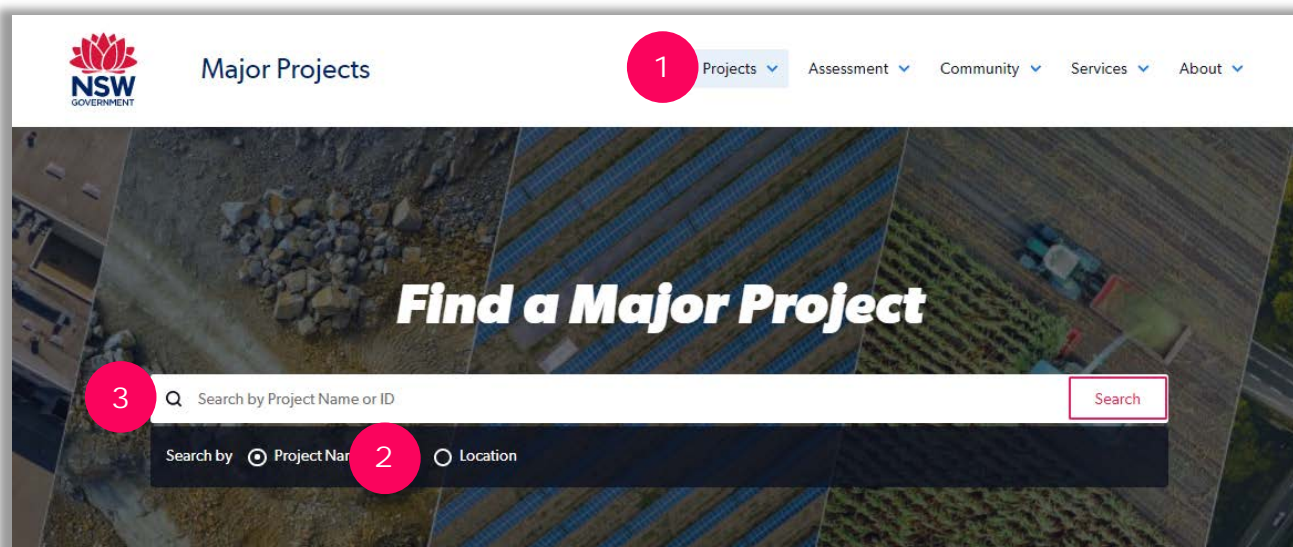 NSW
GOVERNMENT
Major Projects
1
Projects
Assessment
Community
Services
About
Find a Major Project
3
Search by Project Name or ID
Search
Search by
Project Nam
2
Location